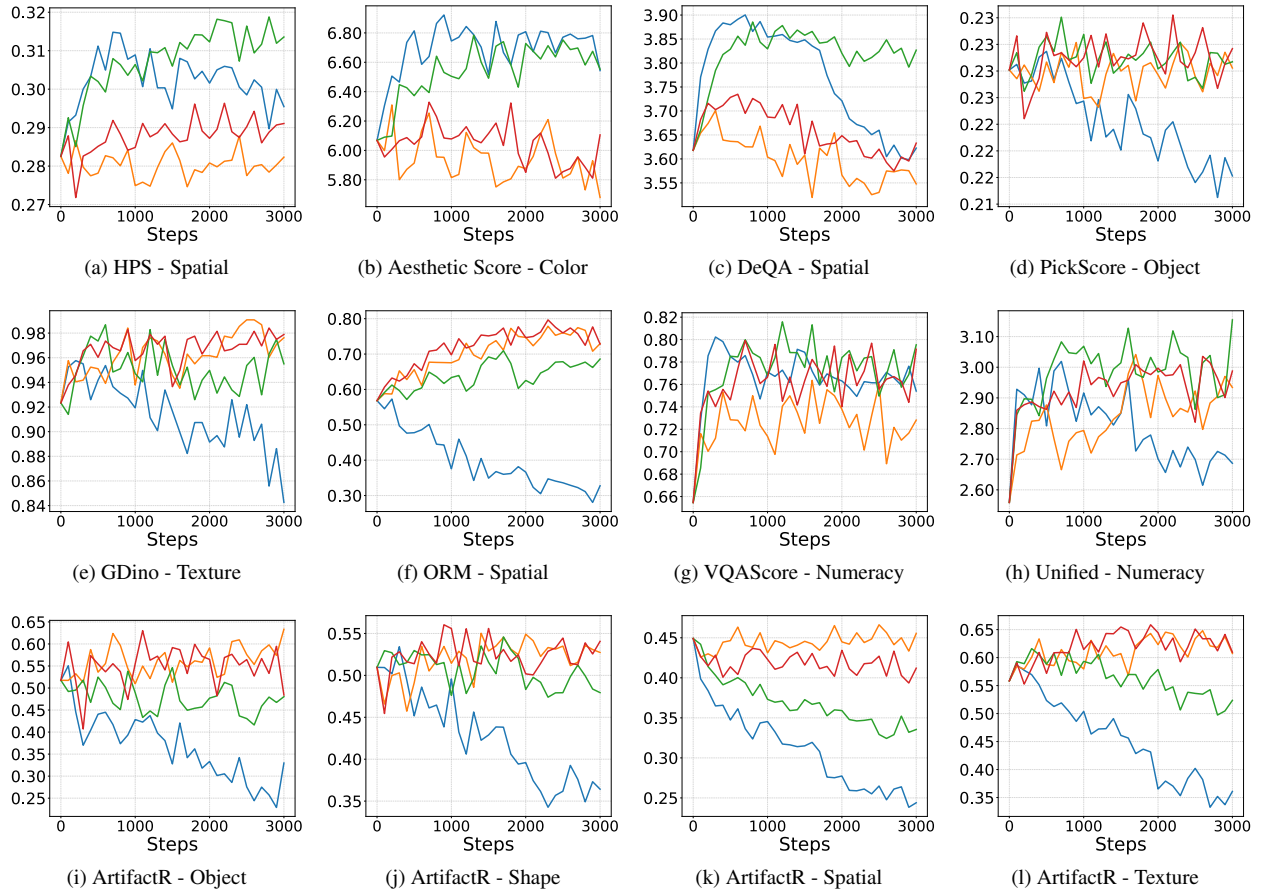 0.32
0.31
0.30
0.29
0.28
0.27
0 1000 2000 3000
Steps
(a) HPS - Spatial
6.80
6.60
6.40
6.20
6.00
5.80
0 1000 2000 3000
Steps
(b) Aesthetic Score - Color
3.90
3.85
3.80
3.75
3.70
3.65
3.60
3.55
0 1000 2000 3000
Steps
(c) DeQA - Spatial
0.23
0.23
0.23
0.22
0.22
0.22
0.21
0 1000 2000 3000
Steps
(d) PickScore - Object
0.98
0.96
0.94
0.92
0.90
0.88
0.86
0.84
0 1000 2000 3000
Steps
(e) GDino - Texture
0.80
0.70
0.60
0.50
0.40
0.30
0 1000 2000 3000
Steps
(f) ORM - Spatial
0.82
0.80
0.78
0.76
0.74
0.72
0.70
0.68
0.66
0 1000 2000 3000
Steps
(g) VQAScore - Numeracy
3.10
3.00
2.90
2.80
2.70
2.60
0 1000 2000 3000
Steps
(h) Unified - Numeracy
0.65
0.60
0.55
0.50
0.45
0.40
0.35
0.30
0.25
0 1000 2000 3000
Steps
(i) ArtifactR - Object
0.55
0.50
0.45
0.40
0.35
0 1000 2000 3000
Steps
(j) ArtifactR - Shape
0.45
0.40
0.35
0.30
0.25
0 1000 2000 3000
Steps
(k) ArtifactR - Spatial
0.65
0.60
0.55
0.50
0.45
0.40
0.35
0 1000 2000 3000
Steps
(l) ArtifactR - Texture